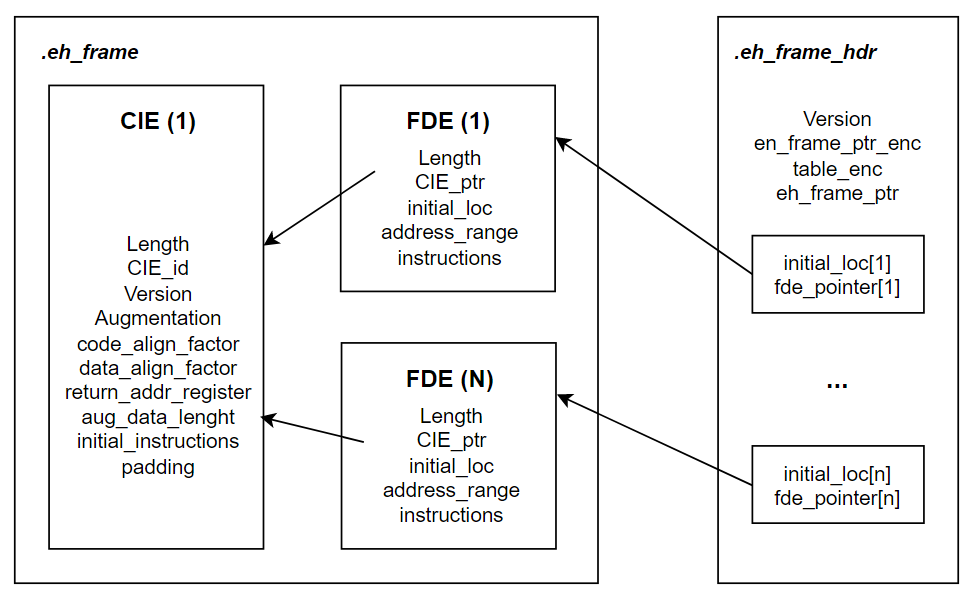 .eh_frame
CIE (1)
Length
CIE_id
Version
Augmentation
code_align_factor
data_align_factor
return_addr_register
aug_data_lenght
initial_instructions
padding
FDE (1)
Length
CIE_ptr
initial_loc
address_range
instructions
FDE (N)
Length
CIE_ptr
initial_loc
address_range
instructions
.eh_frame_hdr
Version
en_frame_ptr_enc
table_enc
eh_frame_ptr
initial_loc[1]
fde_pointer[1]
...
initial_loc[n]
fde_pointer[n]